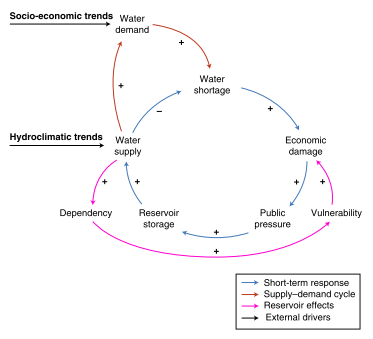 Socio-economic trends
Water
demand
+
Water
shortage
+
–
+
Hydroclimatic trends
Water
supply
Economic
damage
+
+
+
+
Dependency
Reservoir
storage
Public
pressure
Vulnerability
+
+
Short-term response
Supply–demand cycle
Reservoir effects
External drivers